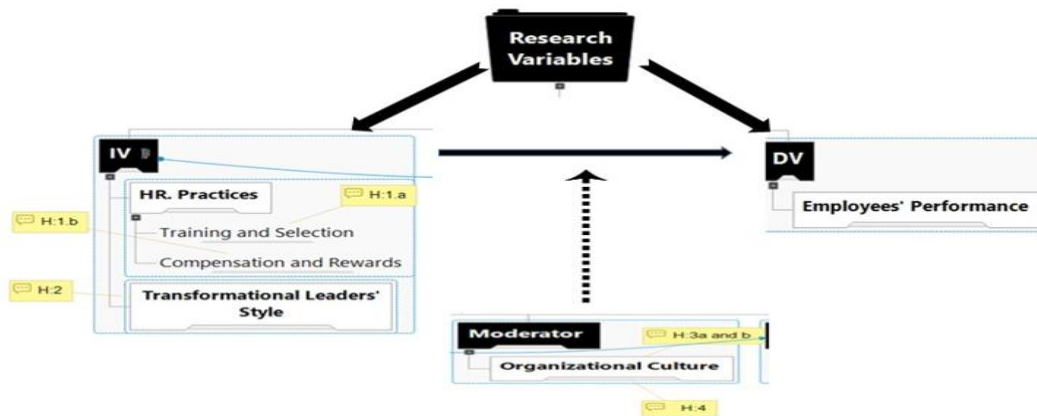 Research
Variables
IV
DV
HR. Practices
H:1.a
Employees' Performance
H:1.b
Training and Selection
Compensation and Rewards
H:2
Transformational Leaders'
Style
Moderator
H:3a and b
Organizational Culture
H:4